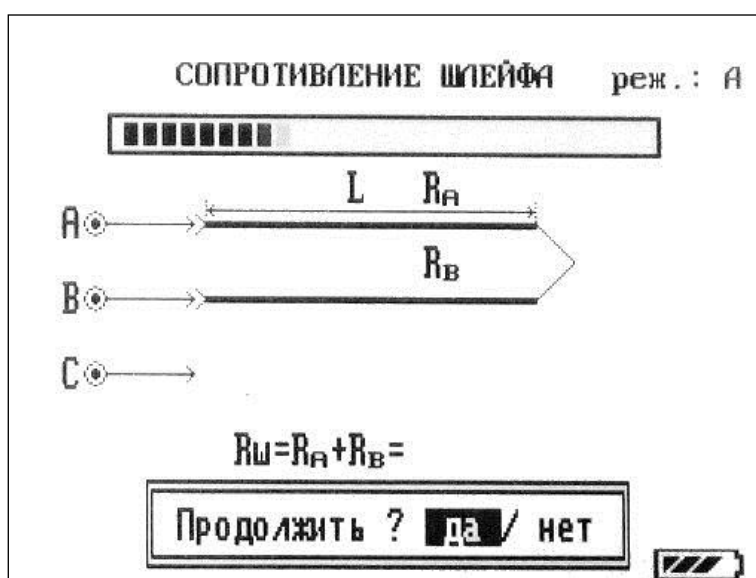 СОПРОТИВЛЕНИЕ ШЛЕЙФА реж.: А
L RА
А
RВ
В
С
Rш=RА+RВ=
Продолжить ? да / нет